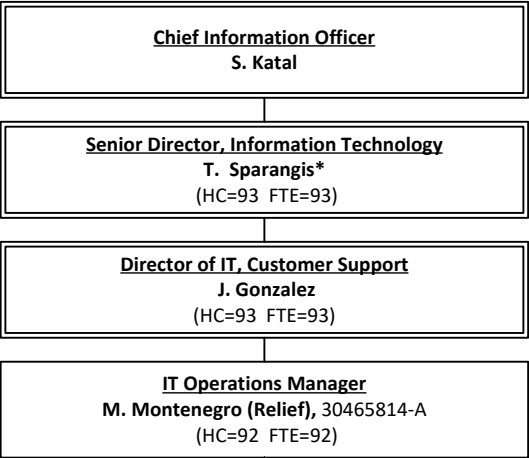 Chief Information Officer
S. Katal
Senior Director, Information Technology
T. Sparangis*
(HC=93 FTE=93)
Director of IT, Customer Support
J. Gonzalez
(HC=93 FTE=93)
IT Operations Manager
M. Montenegro (Relief), 30465814-A
(HC=92 FTE=92)